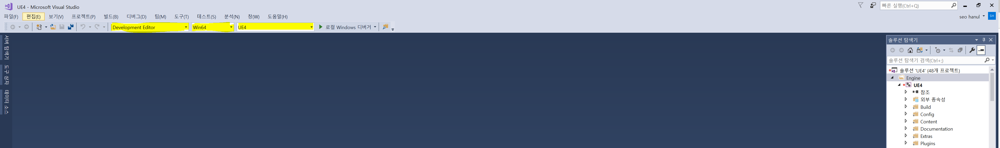 UE4 - Microsoft Visual Studio
빠른 실행(Ctrl+Q)
파일(F) 편집(E) 보기(V) 프로젝트(P) 빌드(B) 디버그(D) 팀(M) 도구(T) 테스트(S) 분석(N) 창(W) 도움말(H)
seo hanul SH
Development Editor Win64 UE4 로컬 Windows 디버거
서버 탐색기
도구 상자
데이터 소스
솔루션 탐색기
솔루션 탐색기 검색(Ctrl+;)
솔루션 'UE4' (48개 프로젝트)
Engine
UE4
참조
외부 종속성
Build
Config
Content
Documentation
Extras
Plugins